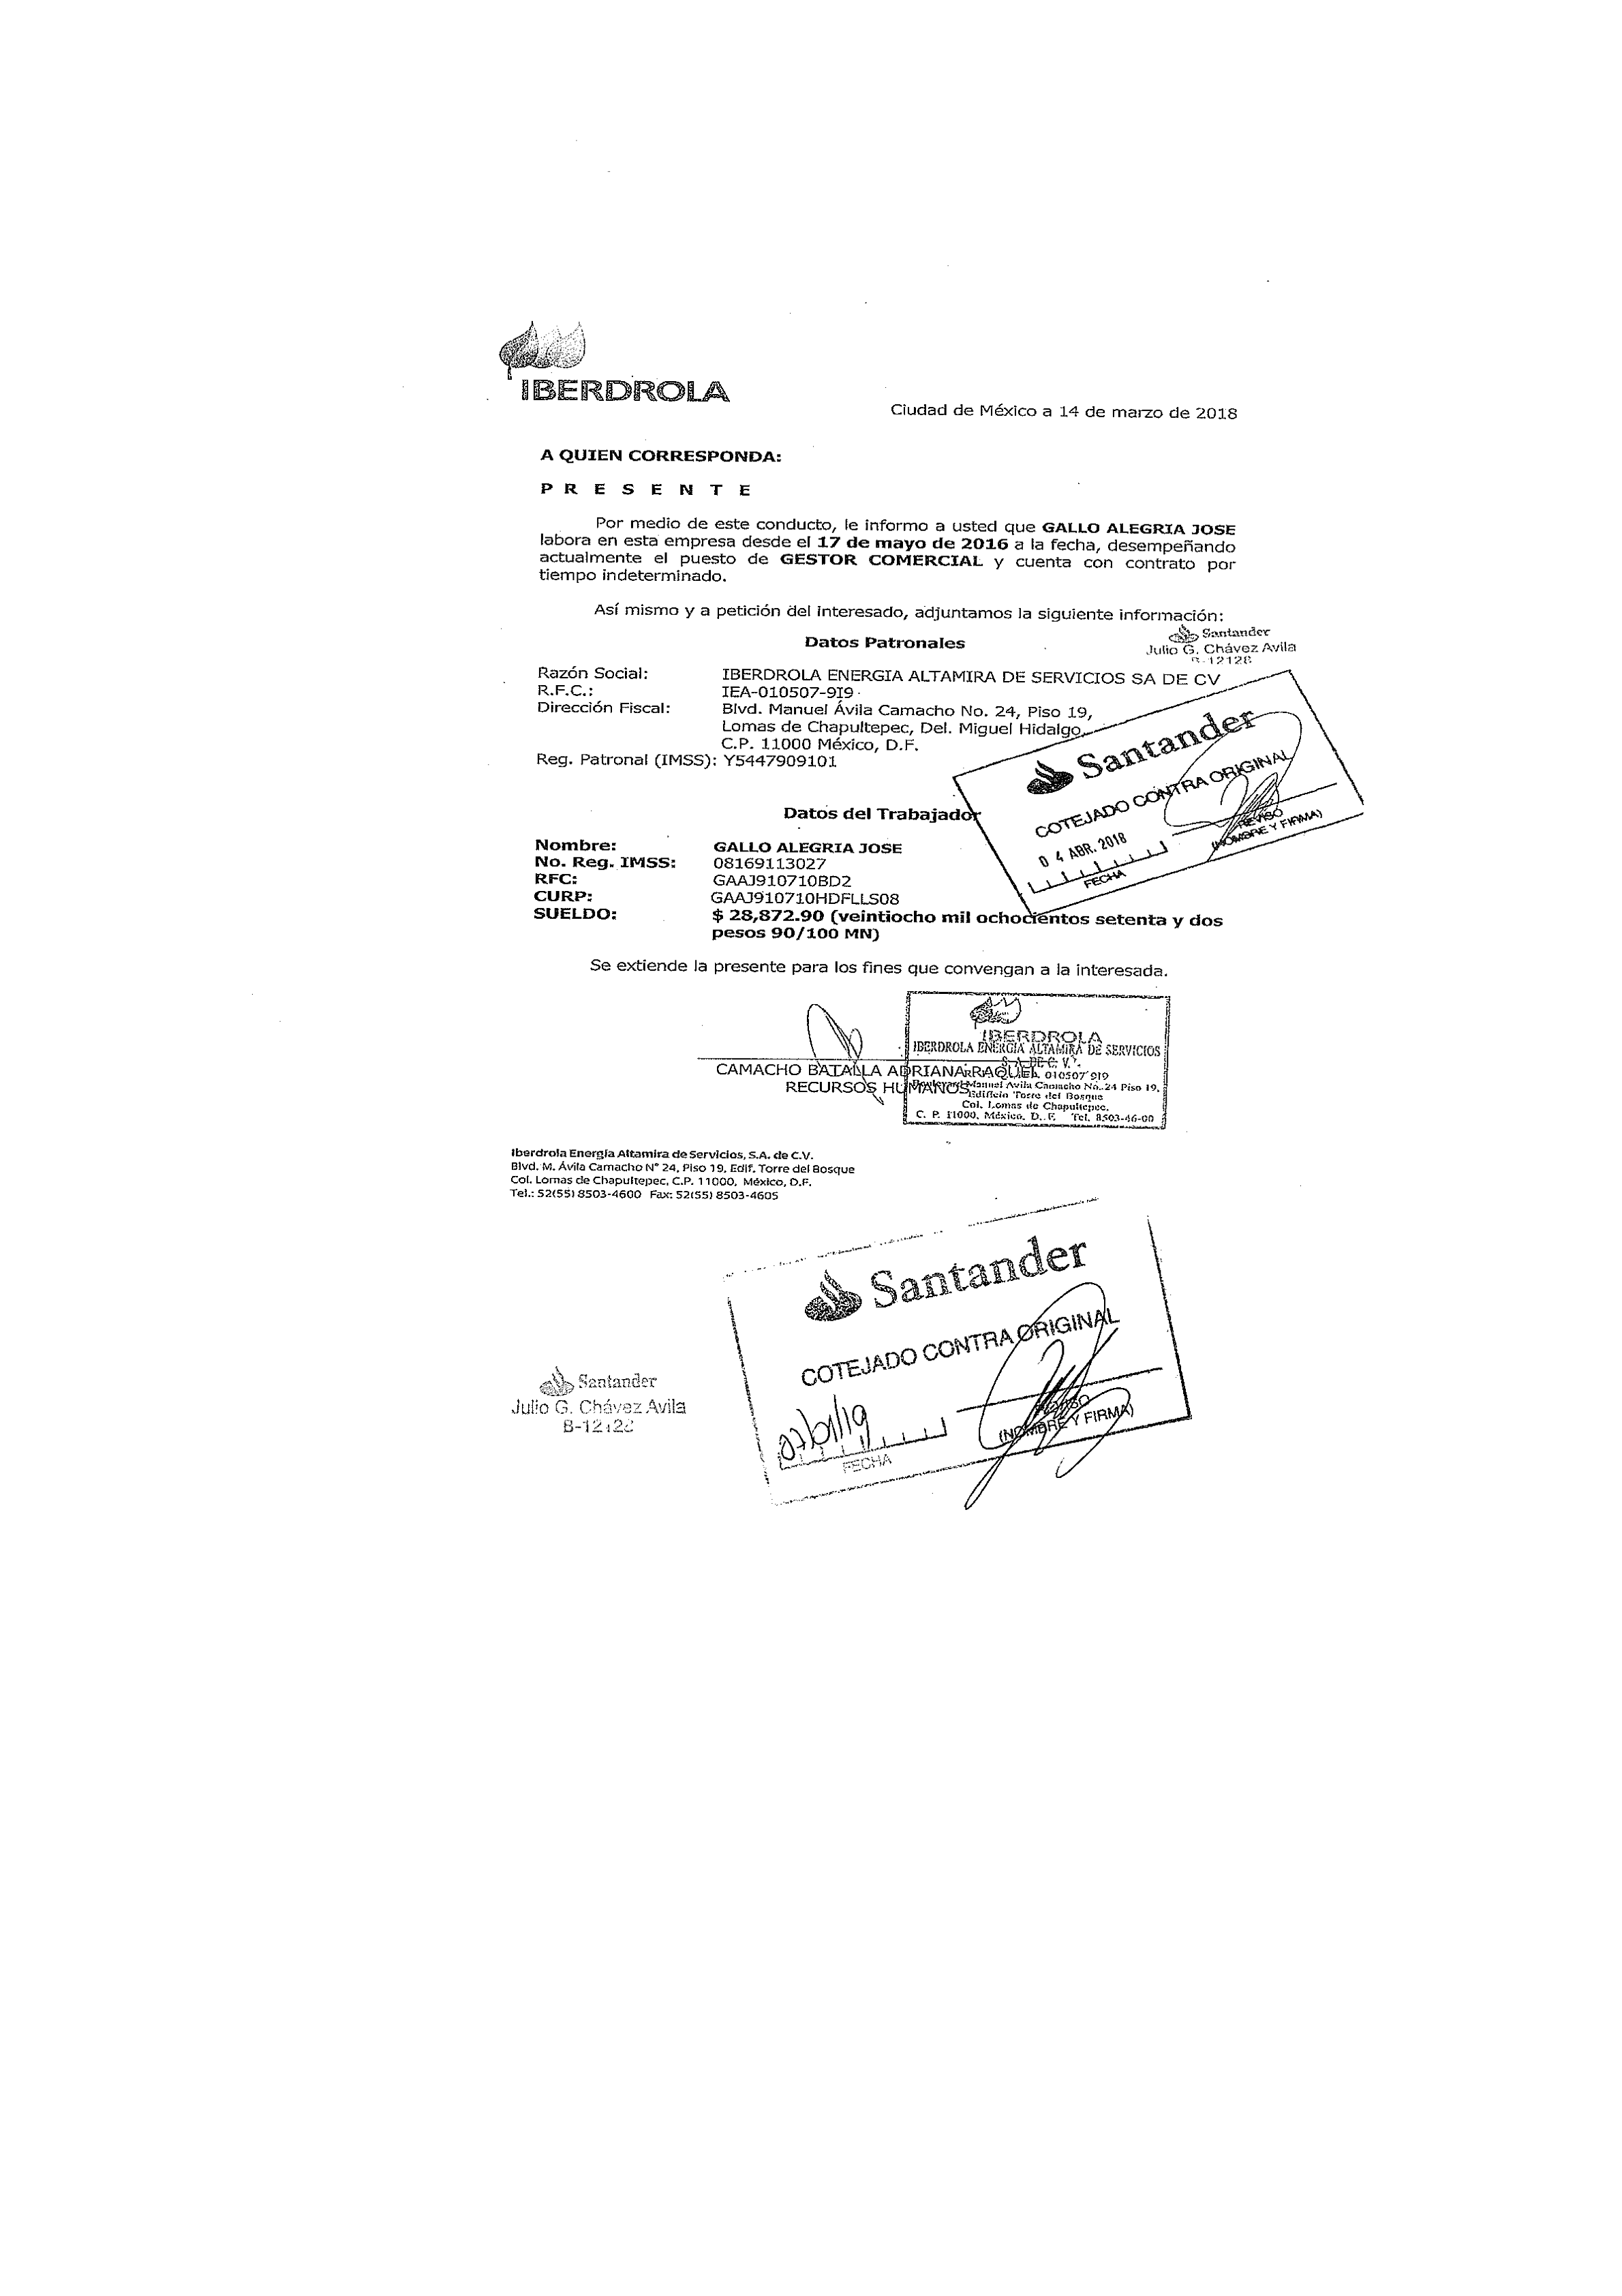 IBERDROLA
Ciudad de México a 14 de marzo de 2018
A QUIEN CORRESPONDA:
P R E S E N T E
Por medio de este conducto, le informo a usted que GALLO ALEGRIA JOSE
labora en esta empresa desde el 17 de mayo de 2016 a la fecha, desempeñando
actualmente el puesto de GESTOR COMERCIAL y cuenta con contrato por
tiempo indeterminado.
Así mismo y a petición del interesado, adjuntamos la siguiente información:
Datos Patronales
Santander
Julio G. Chávez Avila
B-12128
Razón Social: IBERDROLA ENERGIA ALTAMIRA DE SERVICIOS SA DE CV
R.F.C.: IEA-010507-9I9
Dirección Fiscal: Blvd. Manuel Ávila Camacho No. 24, Piso 19,
Lomas de Chapultepec, Del. Miguel Hidalgo,
C.P. 11000 México, D.F.
Reg. Patronal (IMSS): Y5447909101
Santander
COTEJADO CONTRA ORIGINAL
0 4 ABR. 2018
FECHA
REVISO
(NOMBRE Y FIRMA)
Datos del Trabajador
Nombre: GALLO ALEGRIA JOSE
No. Reg. IMSS: 08169113027
RFC: GAAJ910710BD2
CURP: GAAJ910710HDFLLS08
SUELDO: $ 28,872.90 (veintiocho mil ochocientos setenta y dos
pesos 90/100 MN)
Se extiende la presente para los fines que convengan a la interesada.
CAMACHO BATALLA ADRIANA RAQUEL
RECURSOS HUMANOS
IBERDROLA
IBERDROLA ENERGIA ALTAMIRA DE SERVICIOS
S.A. DE C. V.
010507 919
Boulevard Manuel Avila Camacho No. 24 Piso 19,
Edificio Torre del Bosque
Col. Lomas de Chapultepec,
C. P. 11000, México, D. F. Tel. 8503-46-00
Iberdrola Energía Altamira de Servicios, S.A. de C.V.
Blvd. M. Ávila Camacho N° 24, Piso 19, Edif. Torre del Bosque
Col. Lomas de Chapultepec, C.P. 11000, México, D.F.
Tel.: 52(55) 8503-4600 Fax: 52(55) 8503-4605
Santander
COTEJADO CONTRA ORIGINAL
07/01/19
FECHA
(NOMBRE Y FIRMA)
Santander
Julio G. Chávez Avila
B-12128